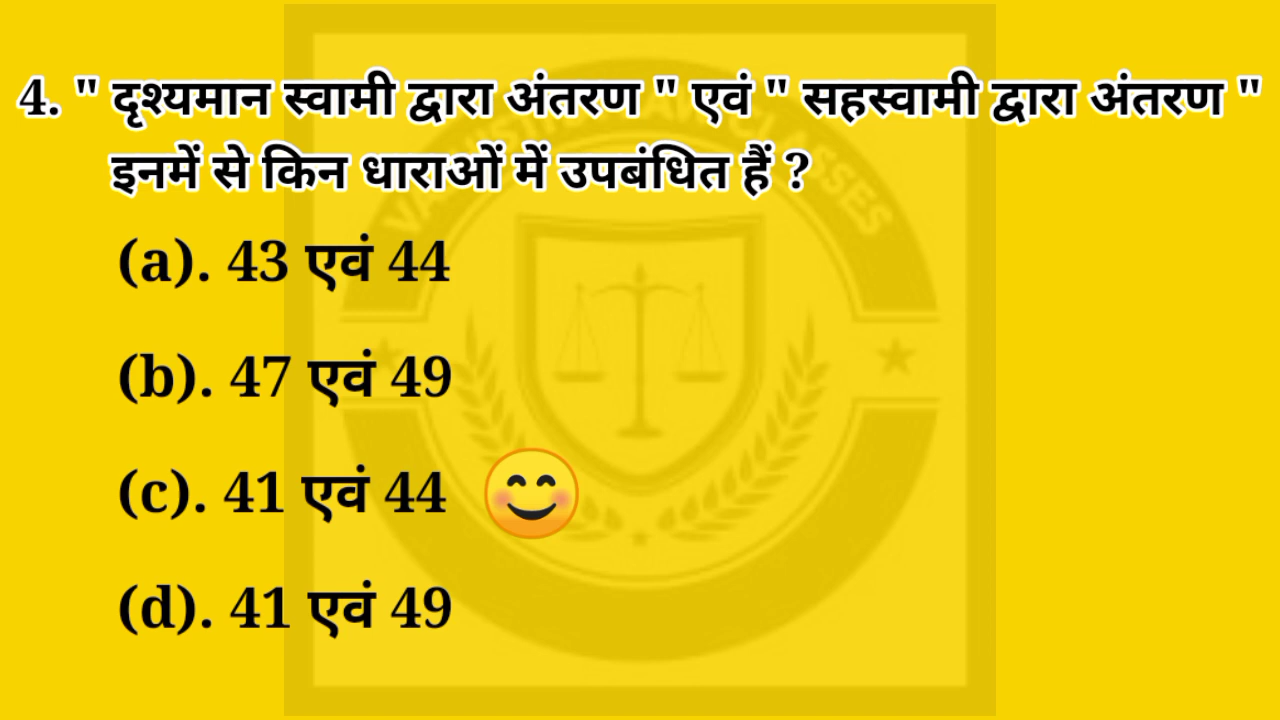 4. " दृश्यमान स्वामी द्वारा अंतरण " एवं " सहस्वामी द्वारा अंतरण "
इनमें से किन धाराओं में उपबंधित हैं ?
(a). 43 एवं 44
(b). 47 एवं 49
(c). 41 एवं 44
(d). 41 एवं 49